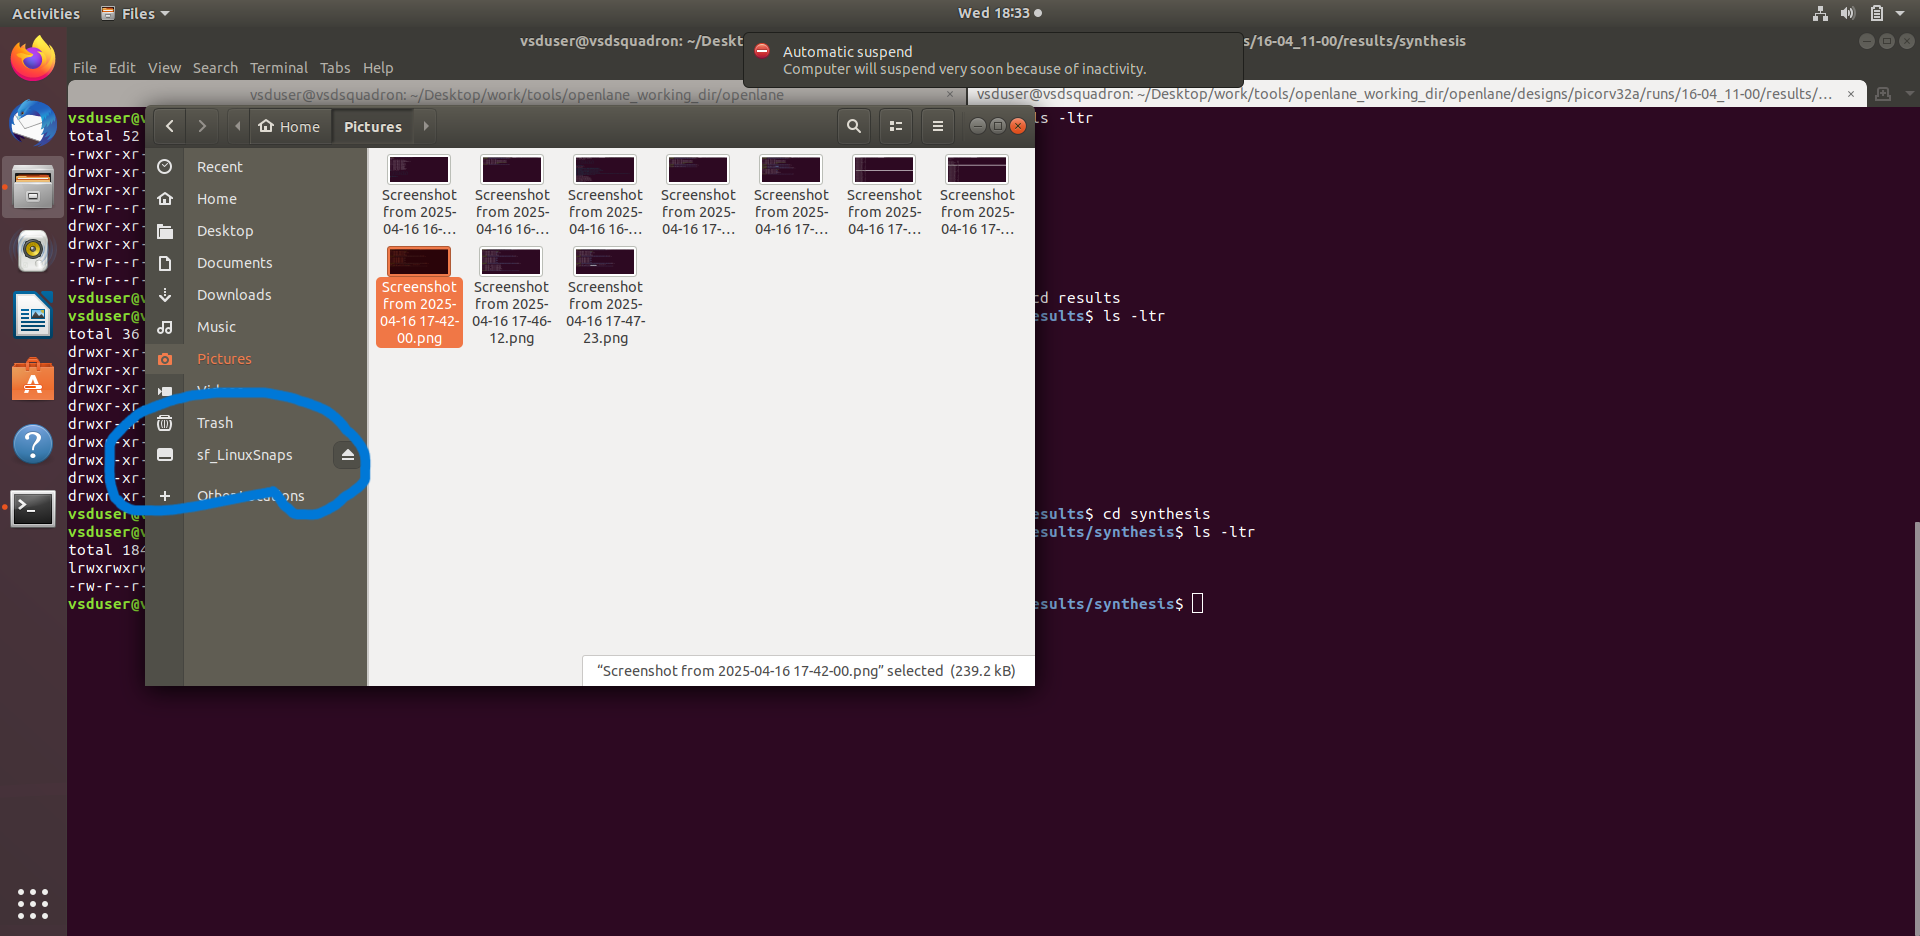 Activities
Files
Wed 18:33
vsduser@vsdsquadron: ~/Deskt
s/16-04_11-00/results/synthesis
Automatic suspend
Computer will suspend very soon because of inactivity.
File Edit View Search Terminal Tabs Help
vsduser@vsdsquadron: ~/Desktop/work/tools/openlane_working_dir/openlane
vsduser@vsdsquadron: ~/Desktop/work/tools/openlane_working_dir/openlane/designs/picorv32a/runs/16-04_11-00/results/...
vsduser@v
total 52
-rwxr-xr-
drwxr-xr-
drwxr-xr-
-rw-r--r-
drwxr-xr-
drwxr-xr-
-rw-r--r-
-rw-r--r-
vsduser@v
vsduser@v
total 36
drwxr-xr-
drwxr-xr-
drwxr-xr-
drwxr-xr-
drwxr-xr-
drwxr-xr-
drwxr-xr-
drwxr-xr-
drwxr-xr-
vsduser@v
vsduser@v
total 184
lrwxrwxrw
-rw-r--r-
vsduser@v
Home
Pictures
Recent
Home
Desktop
Documents
Downloads
Music
Pictures
Videos
Trash
sf_LinuxSnaps
Other Locations
Screenshot from 2025-04-16 16-...
Screenshot from 2025-04-16 16-...
Screenshot from 2025-04-16 16-...
Screenshot from 2025-04-16 17-...
Screenshot from 2025-04-16 17-...
Screenshot from 2025-04-16 17-...
Screenshot from 2025-04-16 17-...
Screenshot from 2025-04-16 17-42-00.png
Screenshot from 2025-04-16 17-46-12.png
Screenshot from 2025-04-16 17-47-23.png
“Screenshot from 2025-04-16 17-42-00.png” selected (239.2 kB)
ls -ltr
cd results
esults$ ls -ltr
esults$ cd synthesis
esults/synthesis$ ls -ltr
esults/synthesis$